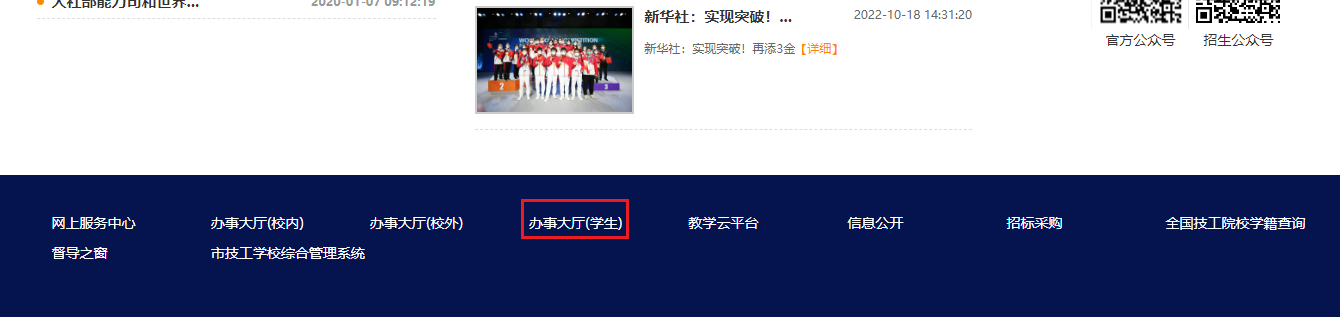 人社部能力司和世界...
2020-01-07 09:12:19
新华社：实现突破！...
2022-10-18 14:31:20
新华社：实现突破！再添3金【详细】
官方公众号
招生公众号
网上服务中心 办事大厅(校内) 办事大厅(校外) 办事大厅(学生) 教学云平台 信息公开 招标采购 全国技工院校学籍查询
督导之窗 市技工学校综合管理系统